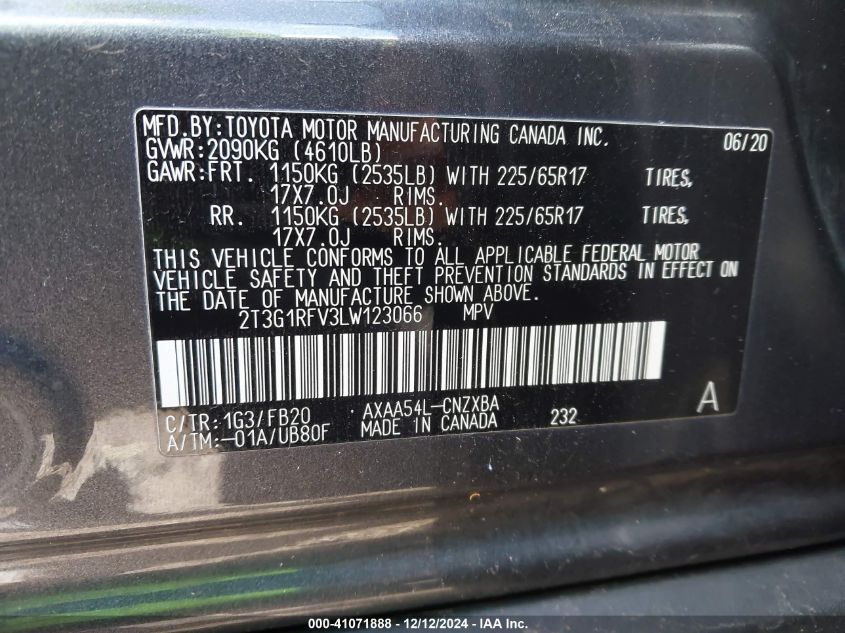 MFD.BY:TOYOTA MOTOR MANUFACTURING CANADA INC. 06/20
GVWR:2090KG (4610LB)
GAWR:FRT. 1150KG (2535LB) WITH 225/65R17 TIRES,
17X7.0J RIMS.
RR. 1150KG (2535LB) WITH 225/65R17 TIRES,
17X7.0J RIMS.
THIS VEHICLE CONFORMS TO ALL APPLICABLE FEDERAL MOTOR
VEHICLE SAFETY AND THEFT PREVENTION STANDARDS IN EFFECT ON
THE DATE OF MANUFACTURE SHOWN ABOVE.
2T3G1RFV3LW123066 MPV
C/TR:1G3/FB20 AXAA54L-CNZXBA 232 A
A/TM:-01A/UB80F MADE IN CANADA
000-41071888 - 12/12/2024 - IAA Inc.